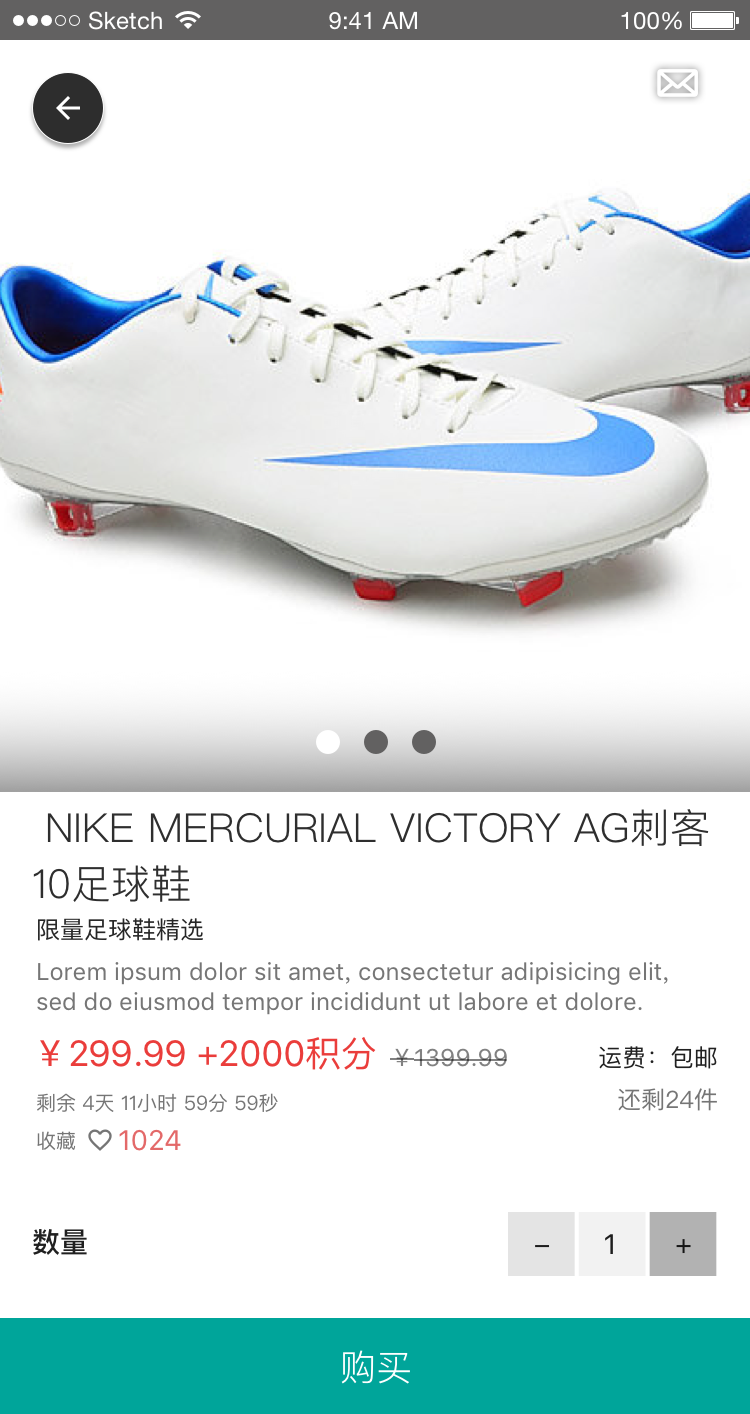 Sketch 9:41 AM 100%
NIKE MERCURIAL VICTORY AG刺客
10足球鞋
限量足球鞋精选
Lorem ipsum dolor sit amet, consectetur adipisicing elit,
sed do eiusmod tempor incididunt ut labore et dolore.
￥299.99 +2000积分 ￥1399.99 运费：包邮
剩余 4天 11小时 59分 59秒 还剩24件
收藏 1024
数量 − 1 +
购买